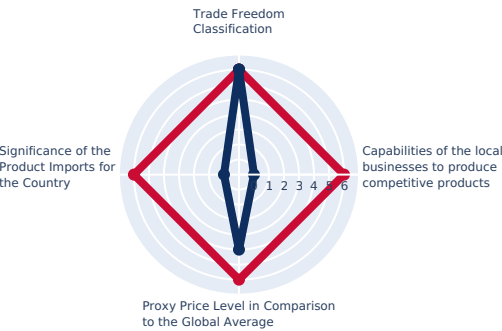 Trade Freedom
Classification
Significance of the
Product Imports for
the Country
Capabilities of the local
businesses to produce
competitive products
0 1 2 3 4 5 6
Proxy Price Level in Comparison
to the Global Average